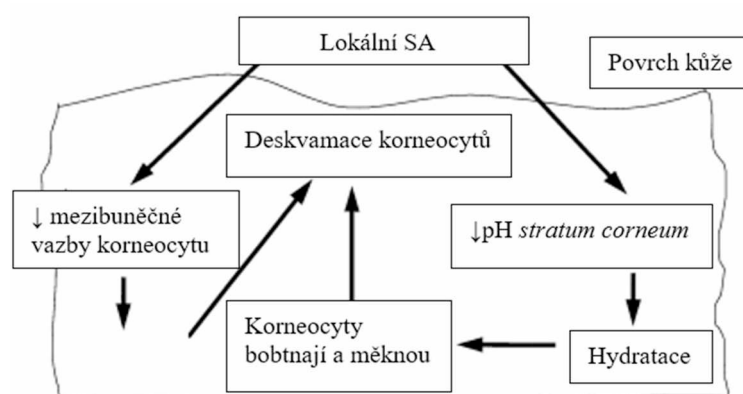 Lokální SA
Povrch kůže
Deskvamace korneocytů
↓ mezibuněčné
vazby korneocytu
↓pH stratum corneum
Korneocyty
bobtnají a měknou
Hydratace